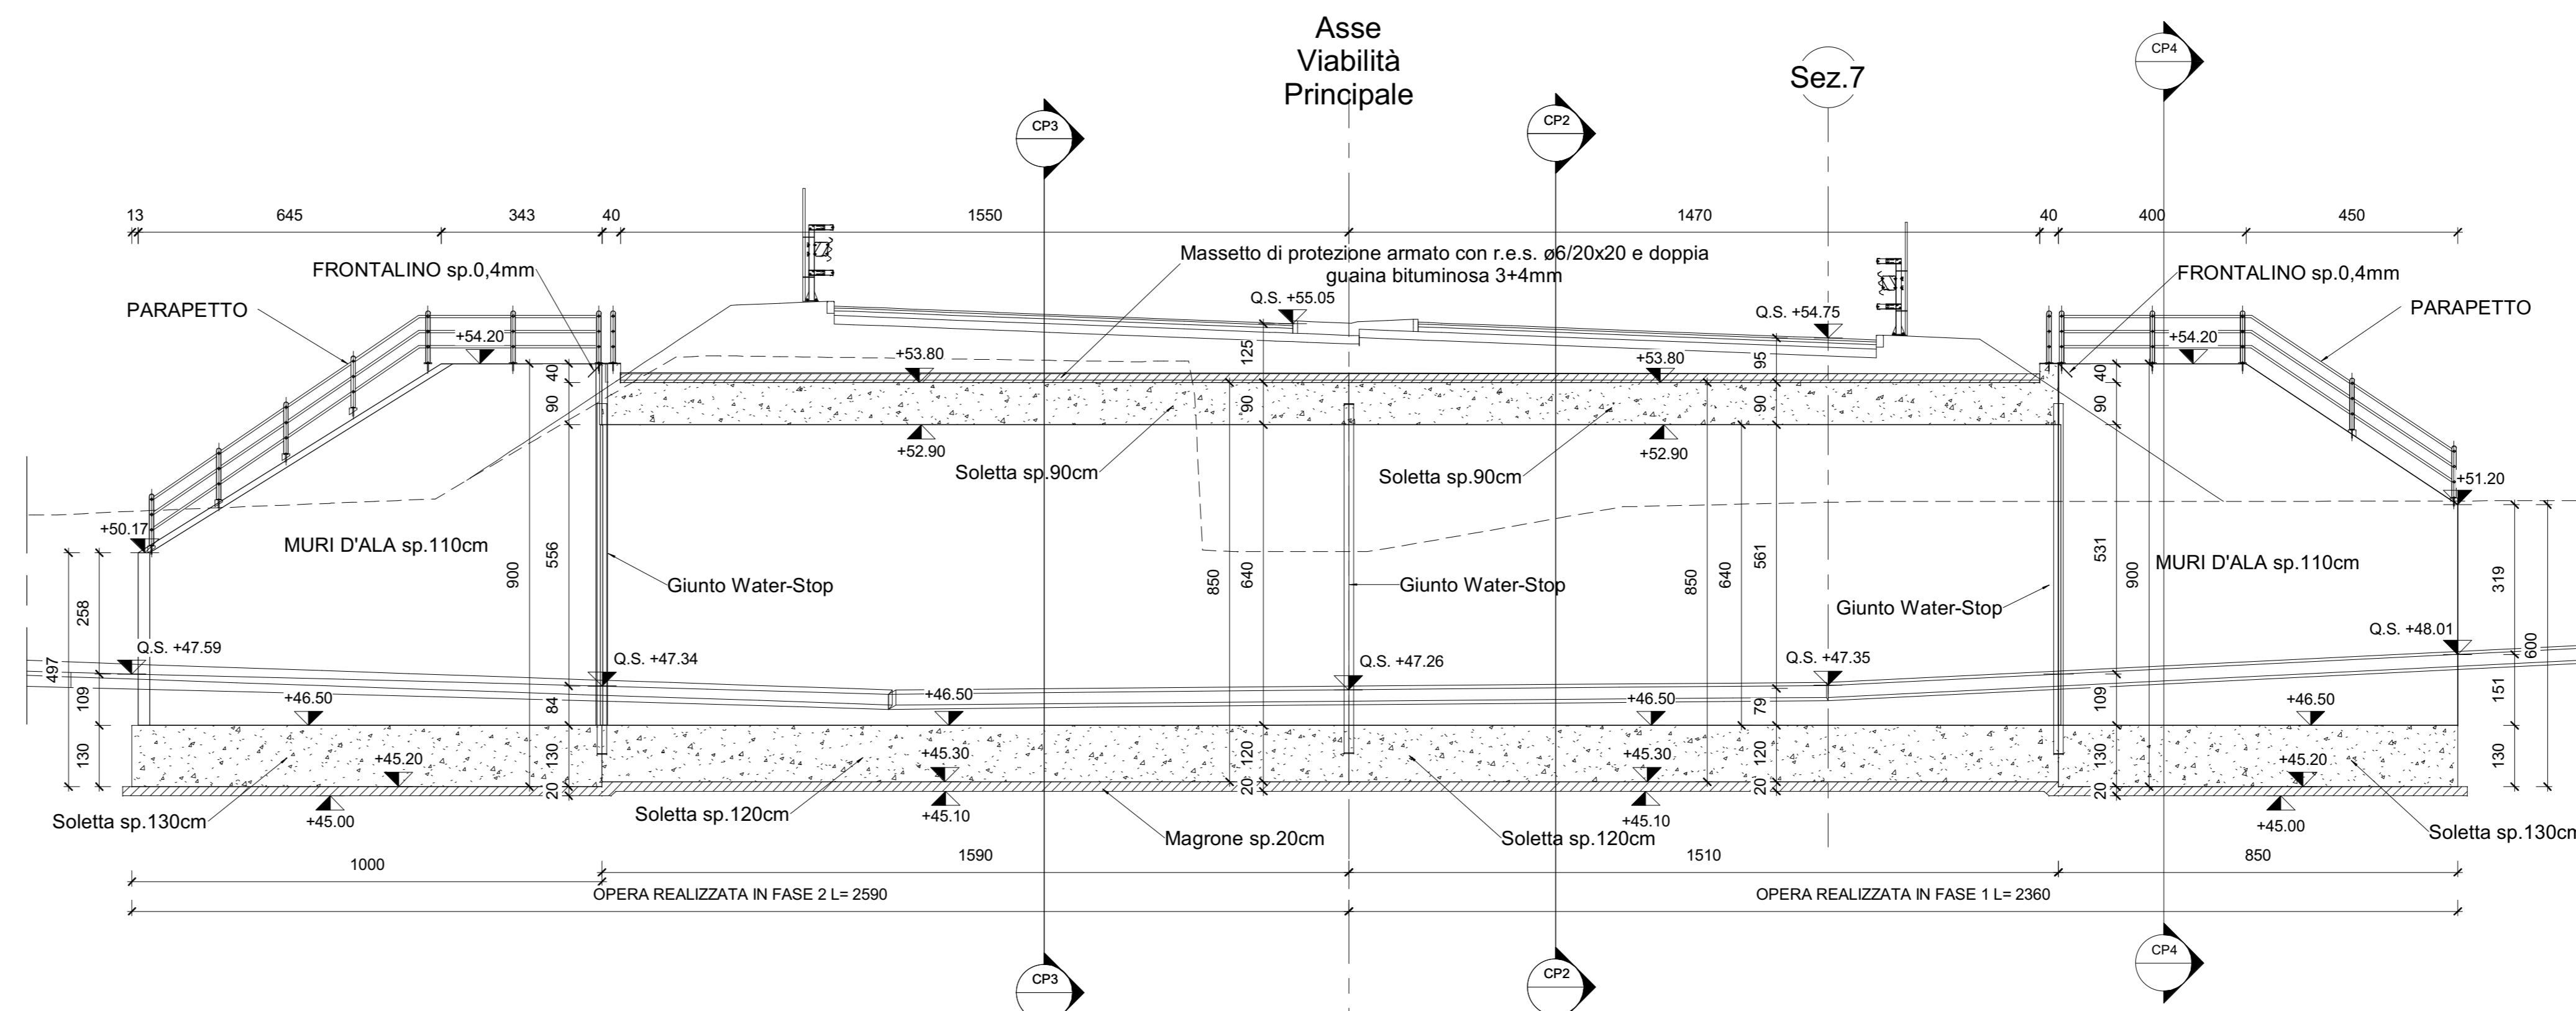 Asse
Viabilità
Principale
Sez.7
CP4
CP3
CP2
13
645
343
40
1550
1470
40
400
450
Massetto di protezione armato con r.e.s. ø6/20x20 e doppia
guaina bituminosa 3+4mm
FRONTALINO sp.0,4mm
FRONTALINO sp.0,4mm
PARAPETTO
PARAPETTO
Q.S. +55.05
Q.S. +54.75
+54.20
+54.20
+53.80
+53.80
125
95
40
90
90
90
40
90
+52.90
+52.90
Soletta sp.90cm
Soletta sp.90cm
+51.20
+50.17
MURI D'ALA sp.110cm
MURI D'ALA sp.110cm
556
900
850
640
850
640
561
531
900
319
600
Giunto Water-Stop
Giunto Water-Stop
Giunto Water-Stop
258
497
109
130
Q.S. +47.59
Q.S. +47.34
Q.S. +47.26
Q.S. +47.35
Q.S. +48.01
+46.50
+46.50
+46.50
+46.50
84
79
109
151
130
120
120
130
130
20
20
20
20
+45.20
+45.30
+45.30
+45.20
+45.00
+45.10
+45.10
+45.00
Soletta sp.130cm
Soletta sp.120cm
Magrone sp.20cm
Soletta sp.120cm
Soletta sp.130cm
1000
1590
1510
850
OPERA REALIZZATA IN FASE 2 L= 2590
OPERA REALIZZATA IN FASE 1 L= 2360
CP3
CP2
CP4